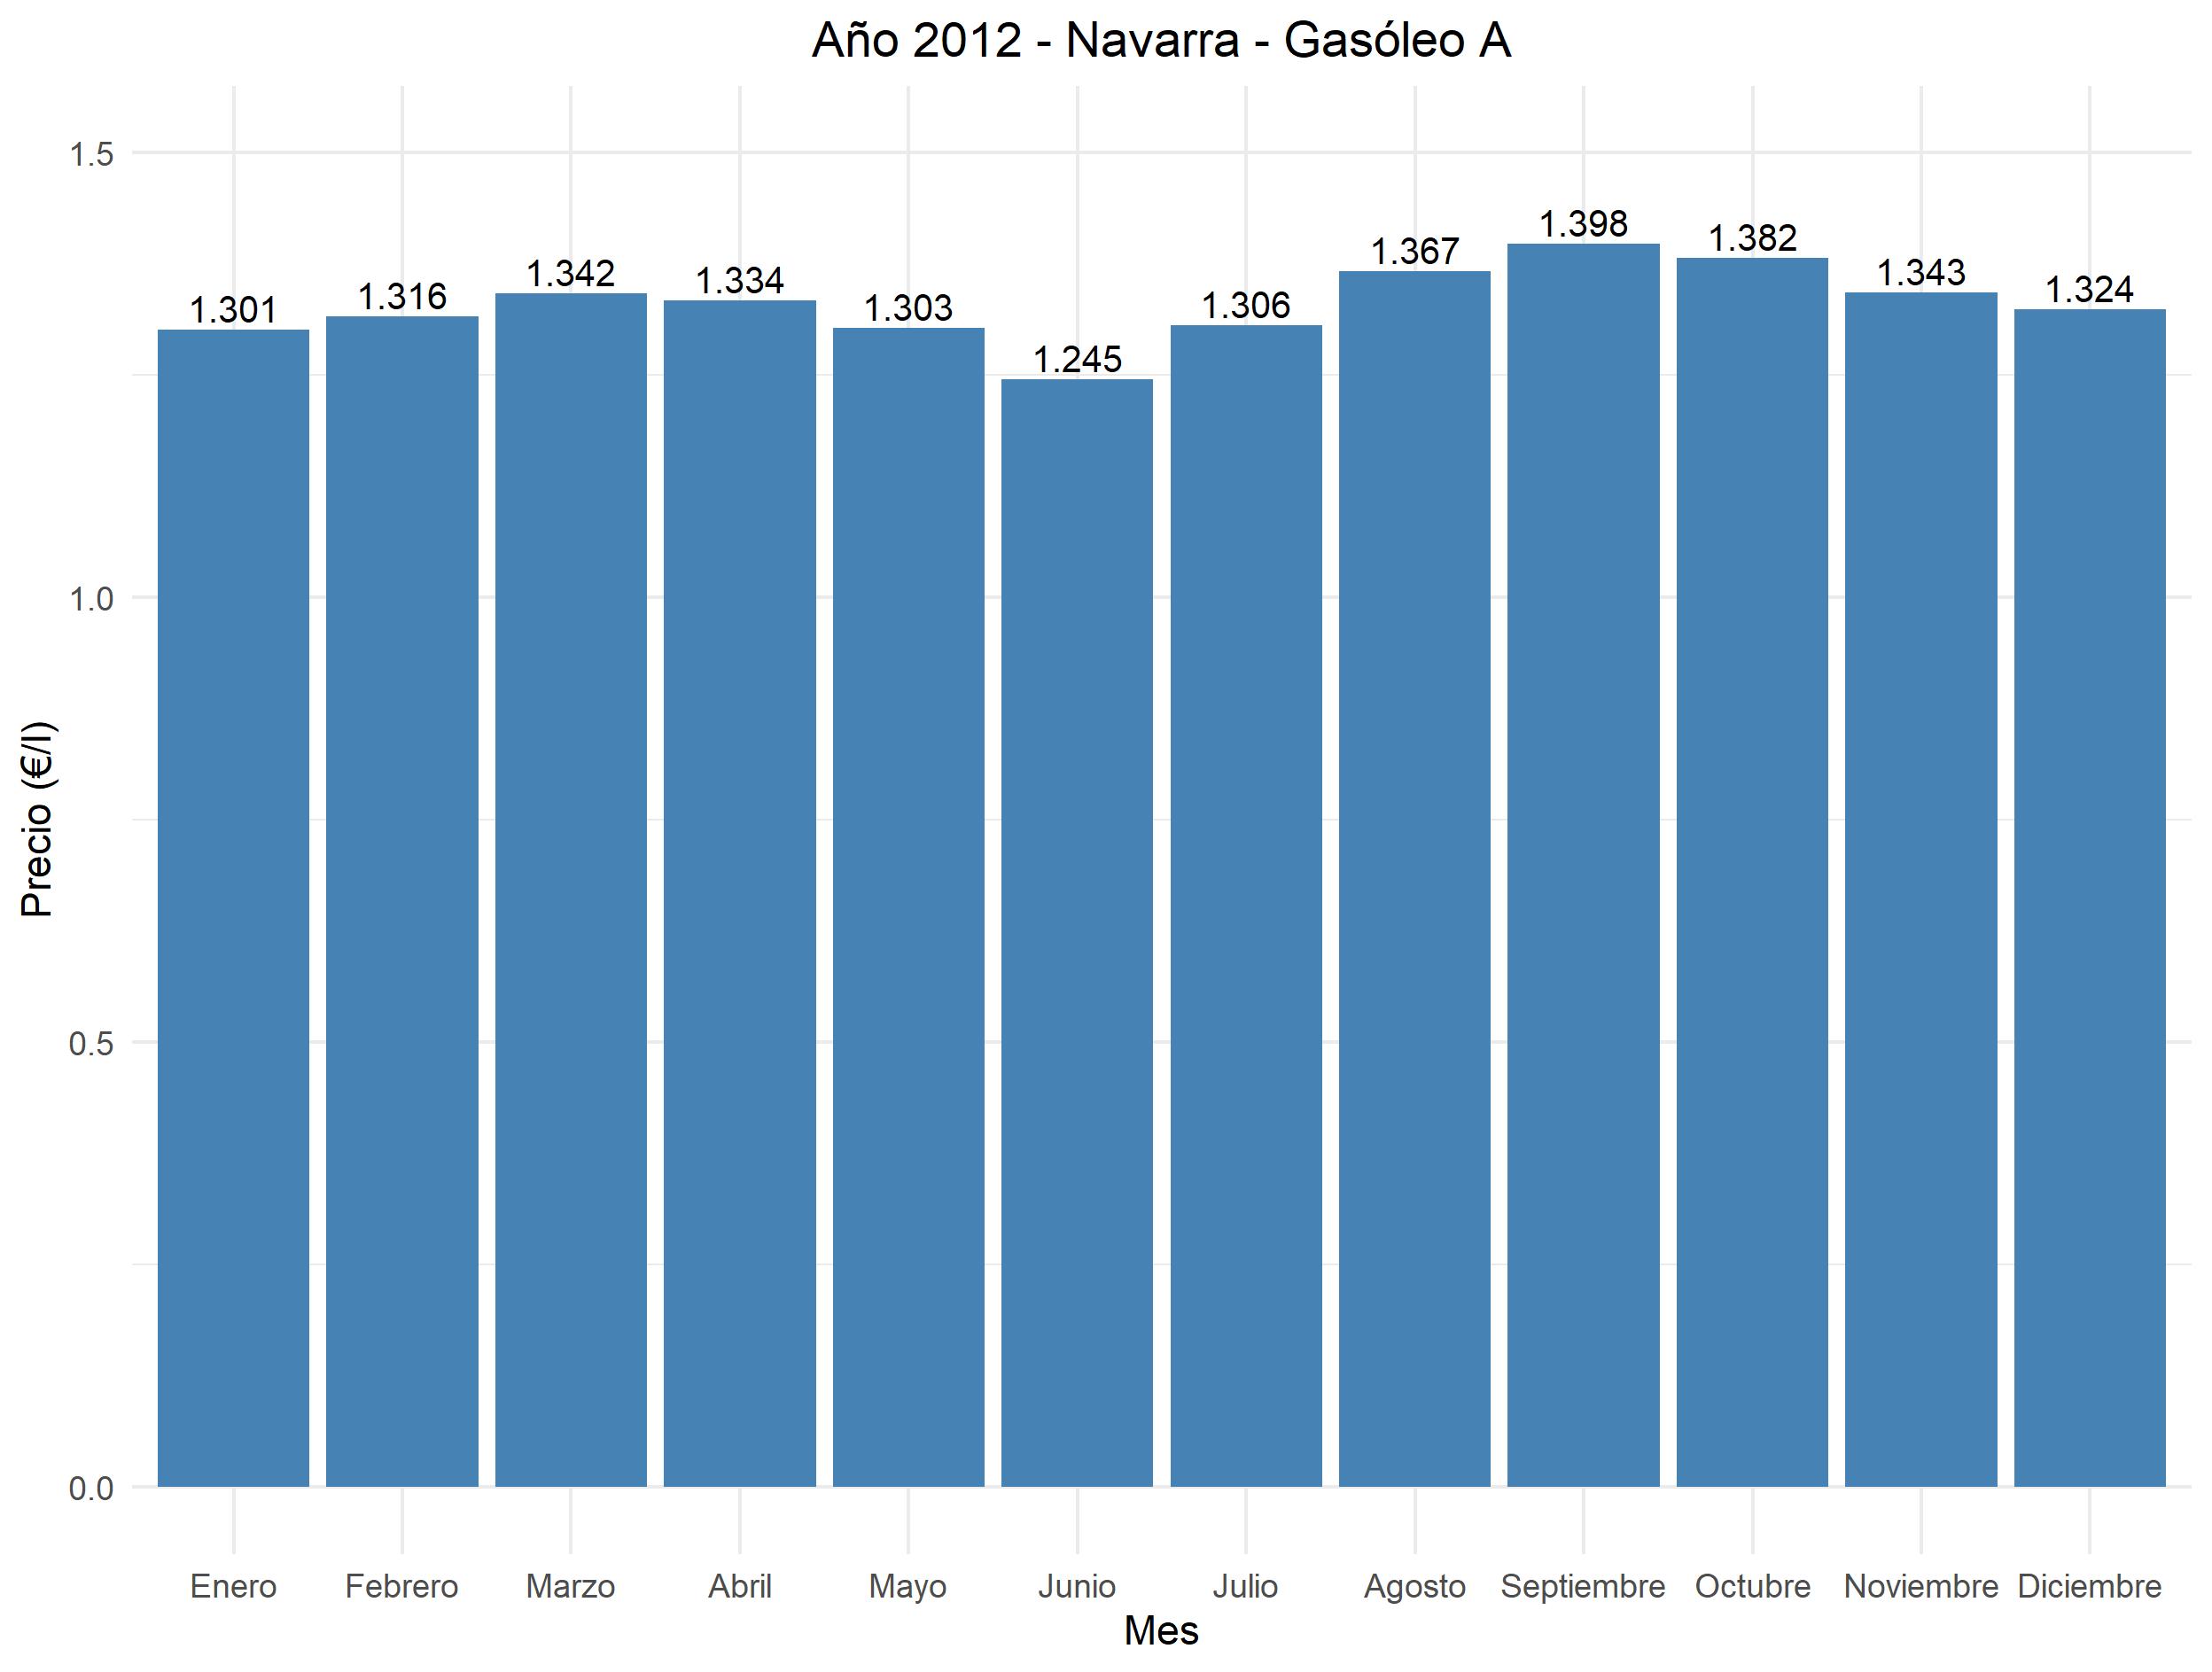 Año 2012 - Navarra - Gasóleo A
Precio (€/l)
1.5
1.0
0.5
0.0
1.301
1.316
1.342
1.334
1.303
1.245
1.306
1.367
1.398
1.382
1.343
1.324
Enero
Febrero
Marzo
Abril
Mayo
Junio
Julio
Agosto
Septiembre
Octubre
Noviembre
Diciembre
Mes